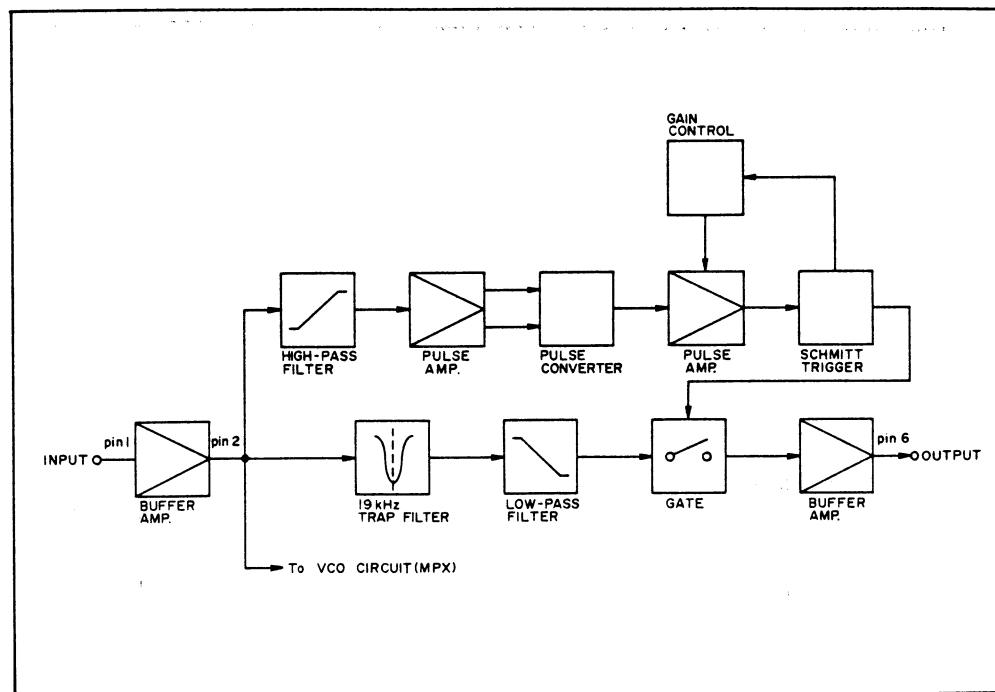 GAIN
CONTROL
HIGH-PASS
FILTER
PULSE
AMP.
PULSE
CONVERTER
PULSE
AMP.
SCHMITT
TRIGGER
INPUT
pin 1
BUFFER
AMP.
pin 2
19 kHz
TRAP FILTER
LOW-PASS
FILTER
GATE
BUFFER
AMP.
pin 6
OUTPUT
To VCO CIRCUIT (MPX)